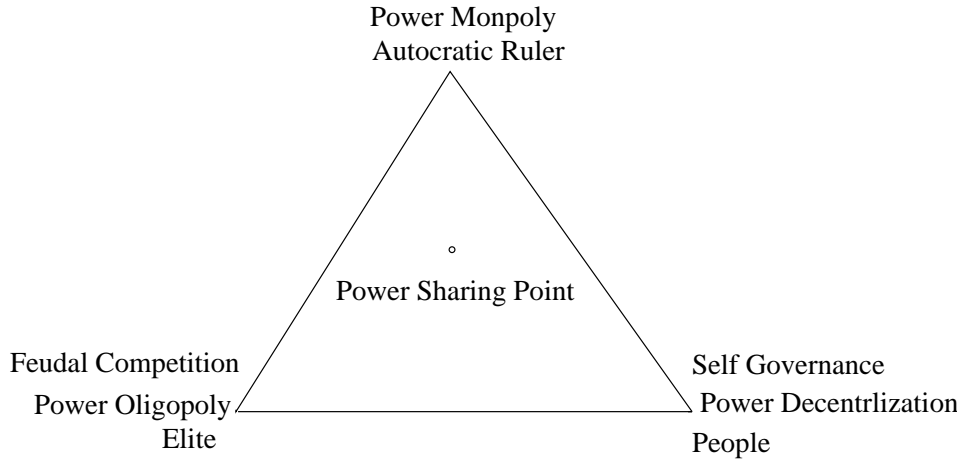 Power Monpoly
Autocratic Ruler
Power Sharing Point
Feudal Competition
Power Oligopoly
Elite
Self Governance
Power Decentrlization
People